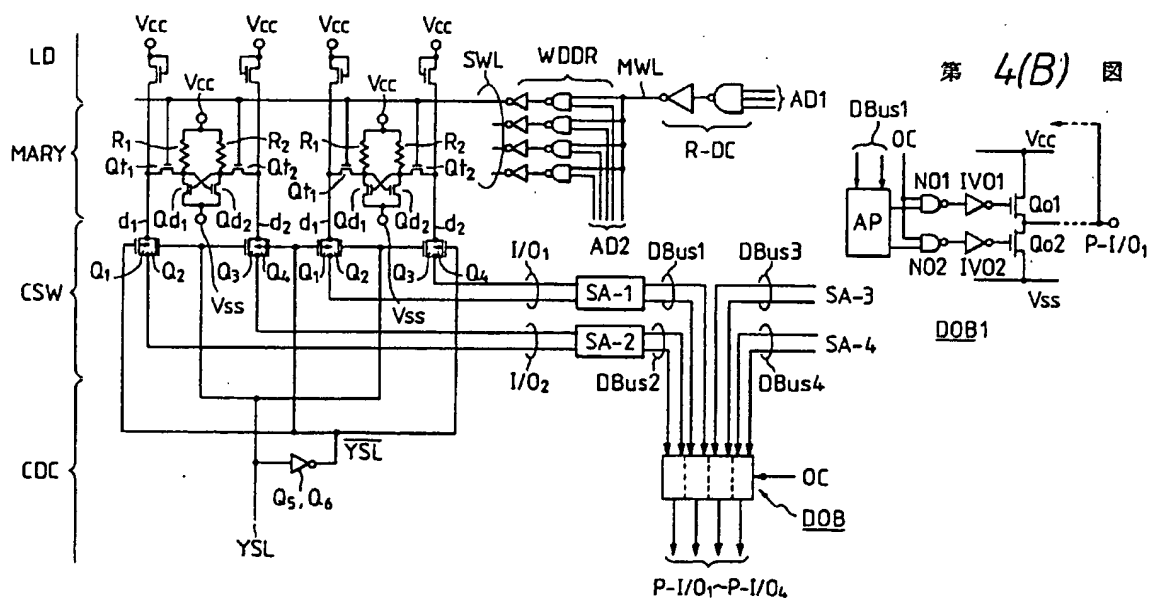 第 4(B) 図
Vcc Vcc Vcc Vcc
LD
SWL WDDR MWL
AD1
R-DC
Vcc Vcc
MARY
R1 R2 R1 R2
Qt1 Qt2 Qt1 Qt2
Qd1 Qd2 Qd1 Qd2
AD2
d1 d2 d1 d2
DBus1 OC Vcc
NO1 IVO1 Qo1
AP
P-I/O1
NO2 IVO2 Qo2
Vss
DOB1
CSW
Q1 Q2 Q3 Q4 Q1 Q2 Q3 Q4
Vss Vss
I/O1 SA-1 DBus1 DBus3 SA-3
I/O2 SA-2 DBus2 DBus4 SA-4
CDC
Q5, Q6
YSL
YSL
OC
DOB
P-I/O1~P-I/O4